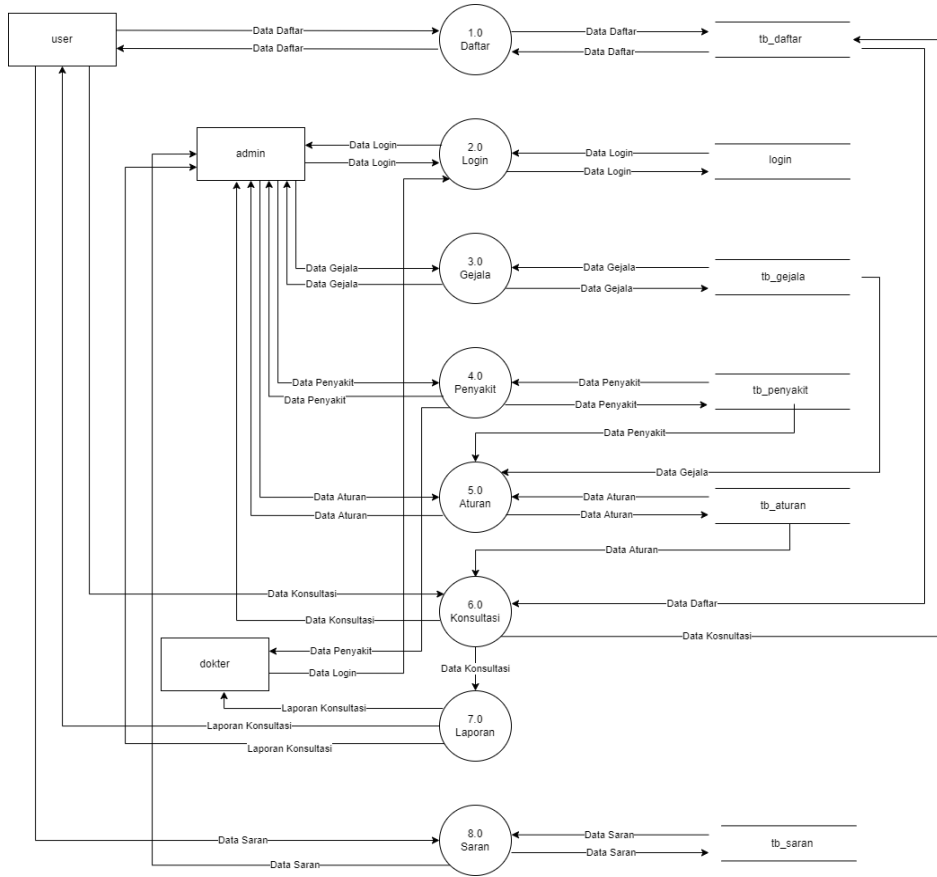 user
Data Daftar
Data Daftar
1.0
Daftar
Data Daftar
Data Daftar
tb_daftar
admin
Data Login
Data Login
2.0
Login
Data Login
Data Login
login
Data Gejala
Data Gejala
3.0
Gejala
Data Gejala
Data Gejala
tb_gejala
Data Penyakit
Data Penyakit
4.0
Penyakit
Data Penyakit
Data Penyakit
tb_penyakit
Data Penyakit
Data Gejala
Data Aturan
Data Aturan
5.0
Aturan
Data Aturan
Data Aturan
tb_aturan
Data Aturan
Data Konsultasi
Data Konsultasi
6.0
Konsultasi
Data Daftar
Data Kosnultasi
dokter
Data Penyakit
Data Login
Data Konsultasi
Laporan Konsultasi
Laporan Konsultasi
Laporan Konsultasi
7.0
Laporan
Data Saran
Data Saran
8.0
Saran
Data Saran
Data Saran
tb_saran